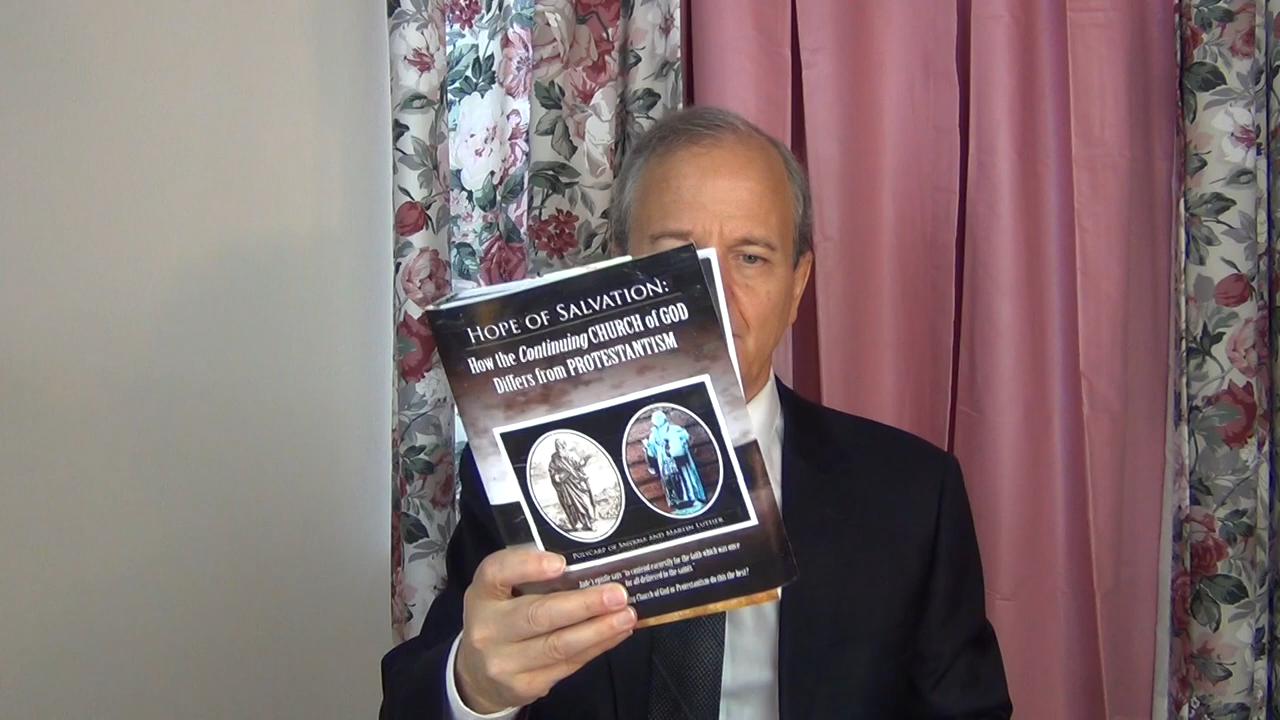 HOPE OF SALVATION:
How the Continuing CHURCH of GOD
Differs from PROTESTANTISM
POLYCARP OF SMYRNA AND MARTIN LUTHER
Jude's epistle says "to contend earnestly for the faith which was once
for all delivered to the saints."
Church of God or Protestantism do this the best?